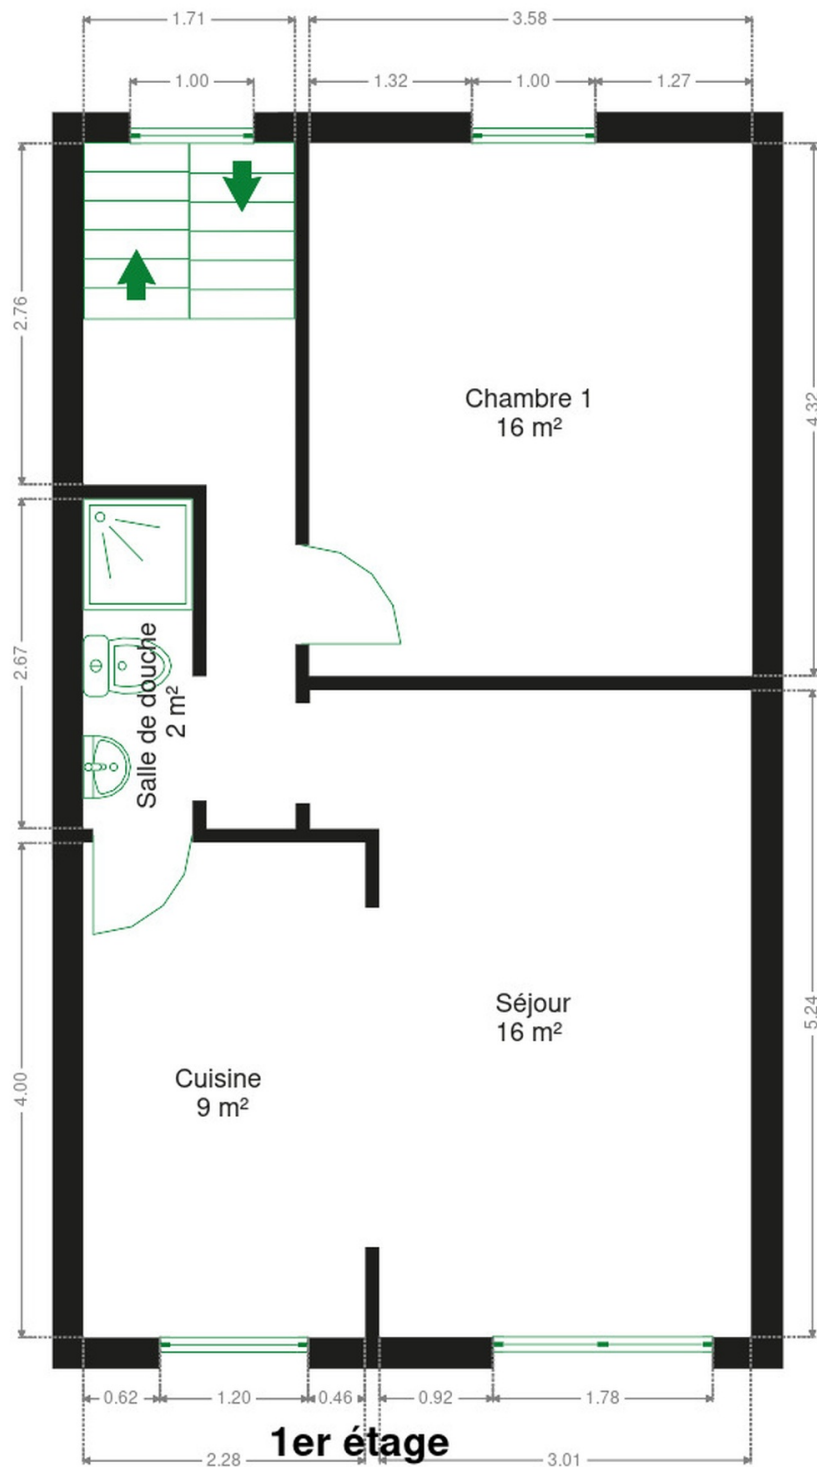 1.71
3.58
1.00
1.32
1.00
1.27
2.76
4.32
Chambre 1
16 m²
2.67
Salle de douche
2 m²
Séjour
16 m²
5.24
Cuisine
9 m²
4.00
0.62
1.20
0.46
0.92
1.78
1er étage
2.28
3.01